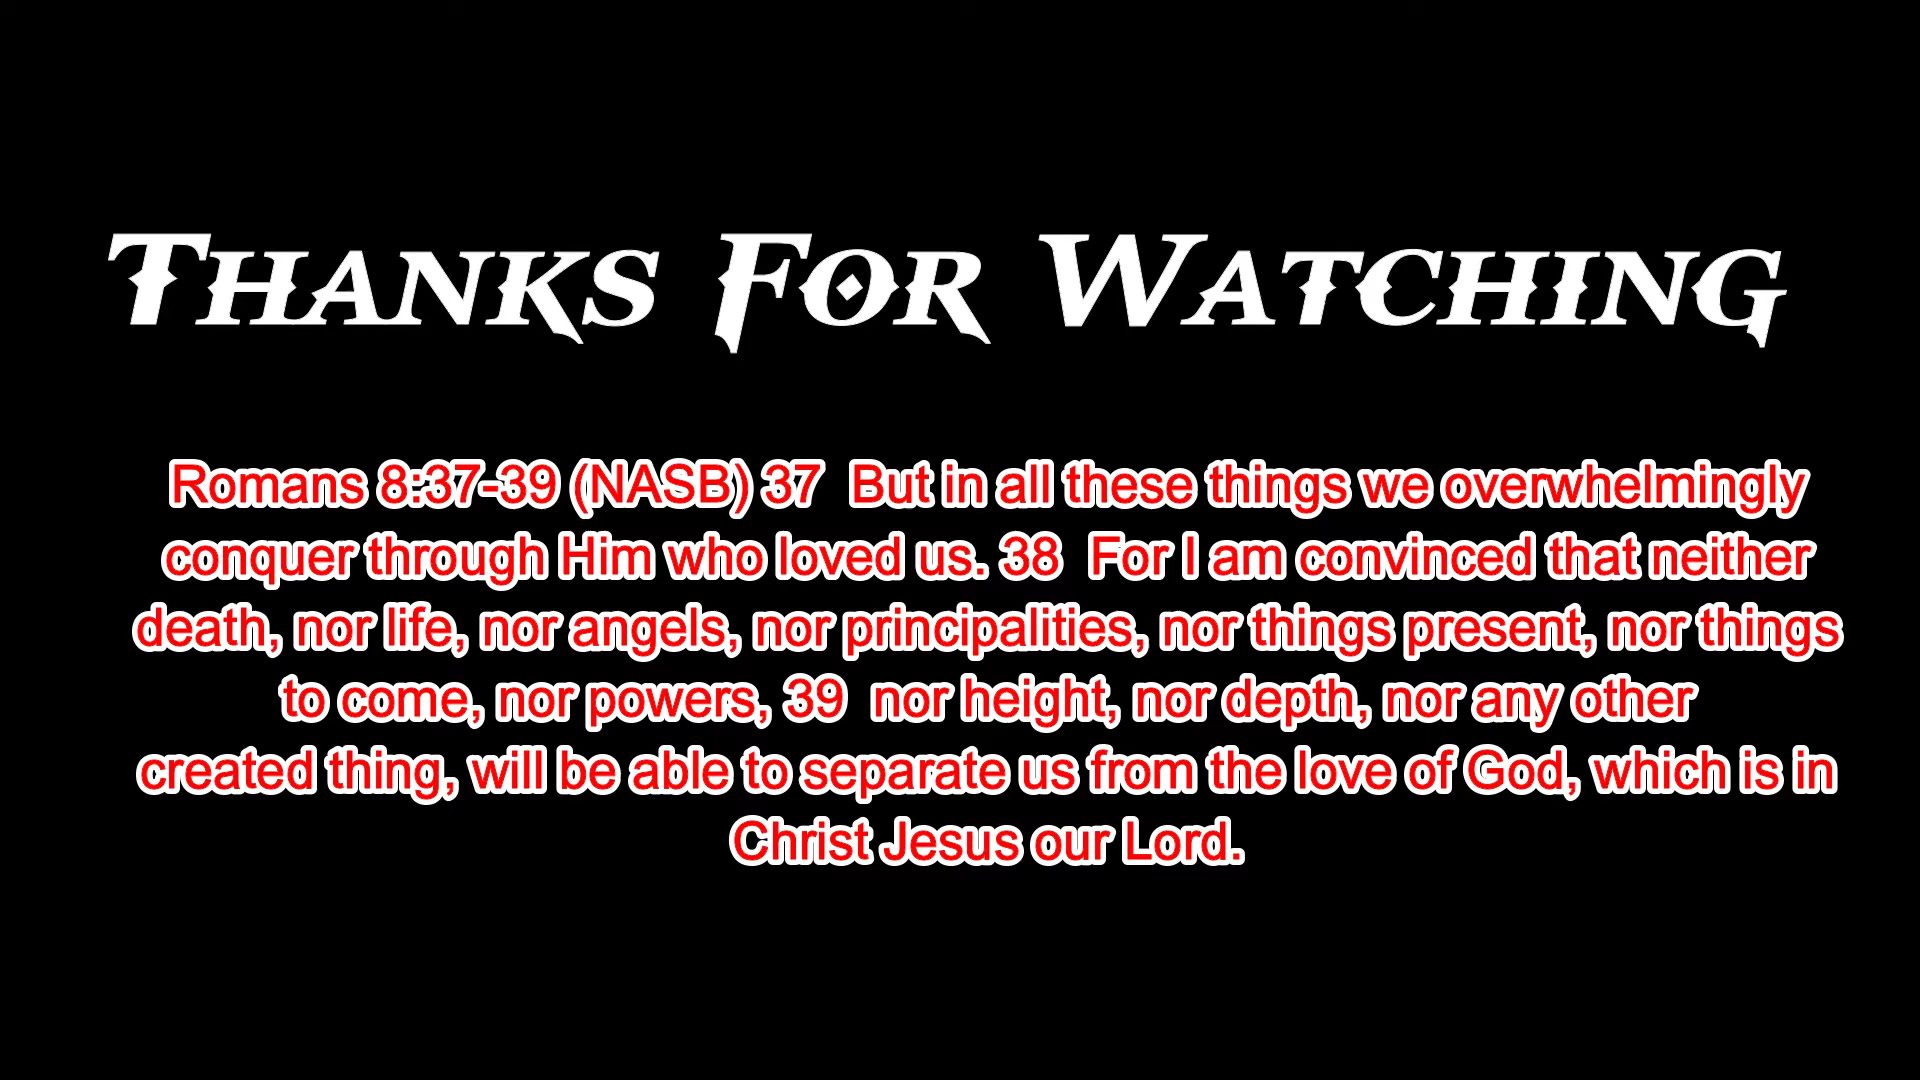 Thanks For Watching
Romans 8:37-39 (NASB) 37  But in all these things we overwhelmingly
conquer through Him who loved us. 38  For I am convinced that neither
death, nor life, nor angels, nor principalities, nor things present, nor things
to come, nor powers, 39  nor height, nor depth, nor any other
created thing, will be able to separate us from the love of God, which is in
Christ Jesus our Lord.